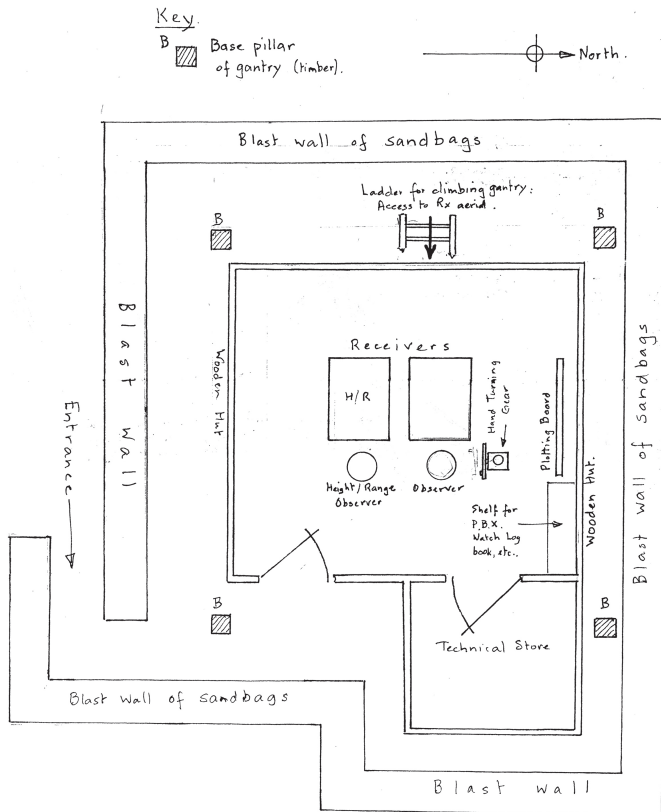 Key.
B
Base pillar
of gantry (timber).
North.
Blast wall of sandbags
Ladder for climbing gantry.
Access to Rx aerial.
B
B
Blast Wall
Wooden Hut
Receivers
H/R
Hand Turning
Gear
Plotting Board
Blast wall of sandbags
Entrance
Height/Range
Observer
Observer
Shelf for
P.B.X.
Watch Log
book, etc..
Wooden Hut.
B
B
Technical Store
Blast wall of sandbags
Blast wall